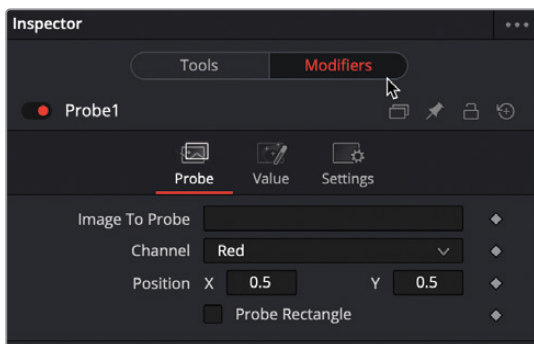 Inspector
Tools Modifiers
Probe1
Probe Value Settings
Image To Probe
Channel Red
Position X 0.5 Y 0.5
Probe Rectangle